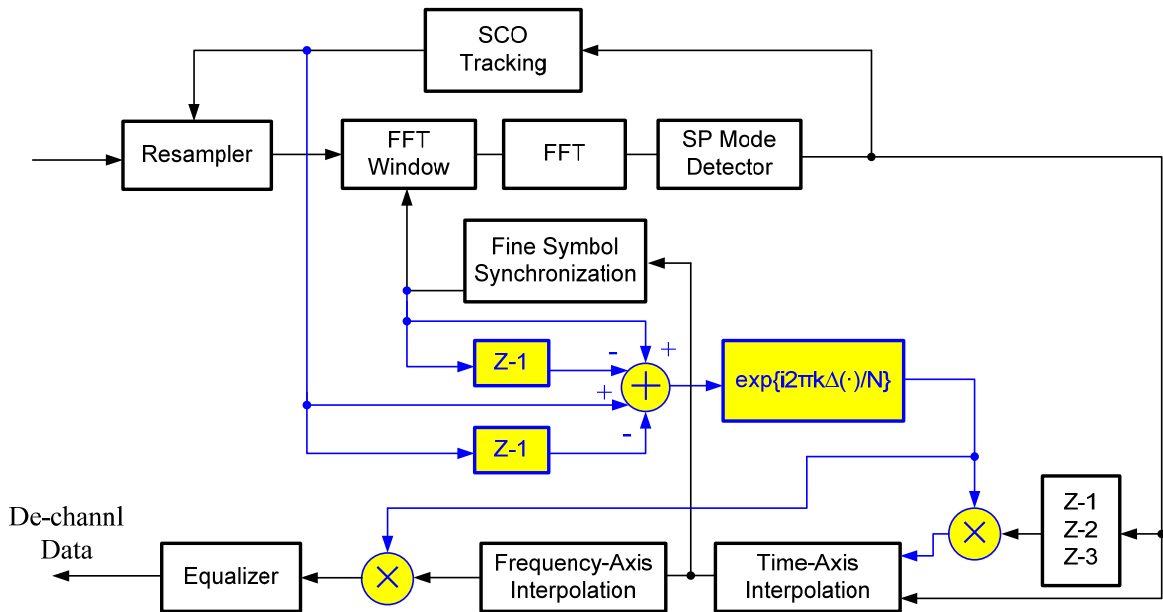 SCO
Tracking
Resampler
FFT
Window
FFT
SP Mode
Detector
Fine Symbol
Synchronization
Z-1
-
+
+
+
-
Z-1
exp{i2πkΔ(·)/N}
De-channl
Data
Equalizer
×
Frequency-Axis
Interpolation
Time-Axis
Interpolation
×
Z-1
Z-2
Z-3